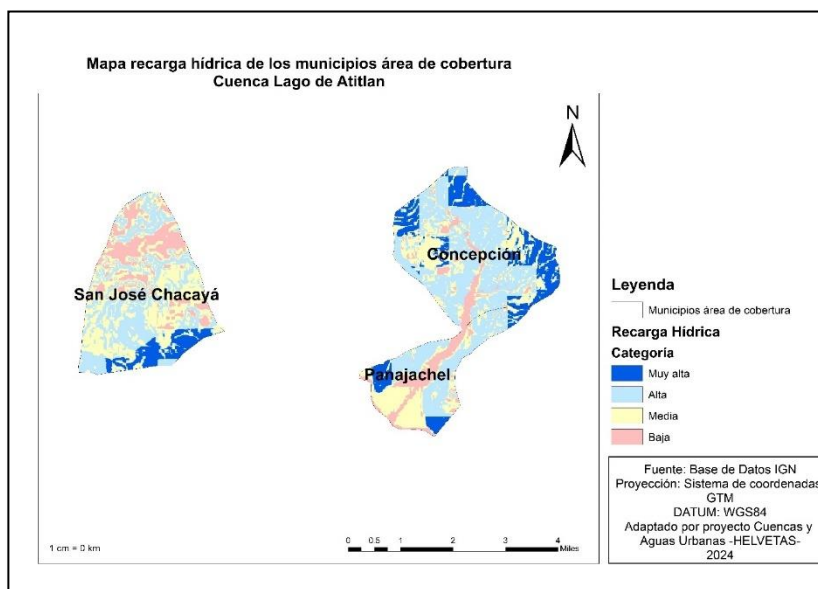 Mapa recarga hídrica de los municipios área de cobertura
Cuenca Lago de Atitlan
N
Concepción
San José Chacayá
Panajachel
Leyenda
Municipios área de cobertura
Recarga Hídrica
Categoría
Muy alta
Alta
Media
Baja
Fuente: Base de Datos IGN
Proyección: Sistema de coordenadas
GTM
DATUM: WGS84
Adaptado por proyecto Cuencas y
Aguas Urbanas -HELVETAS-
2024
1 cm = 0 km
0 0.5 1 2 3 4
Miles